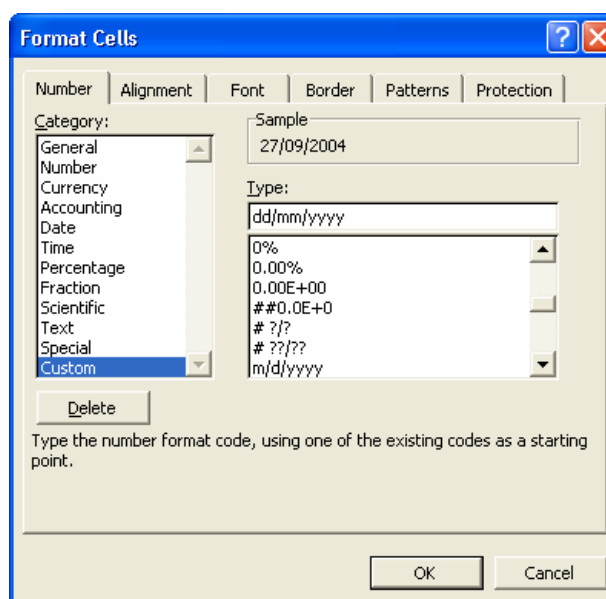 Format Cells
Number Alignment Font Border Patterns Protection
Category:
General
Number
Currency
Accounting
Date
Time
Percentage
Fraction
Scientific
Text
Special
Custom
Sample
27/09/2004
Type:
dd/mm/yyyy
0%
0.00%
0.00E+00
##0.0E+0
# ?/?
# ??/??
m/d/yyyy
Delete
Type the number format code, using one of the existing codes as a starting
point.
OK Cancel